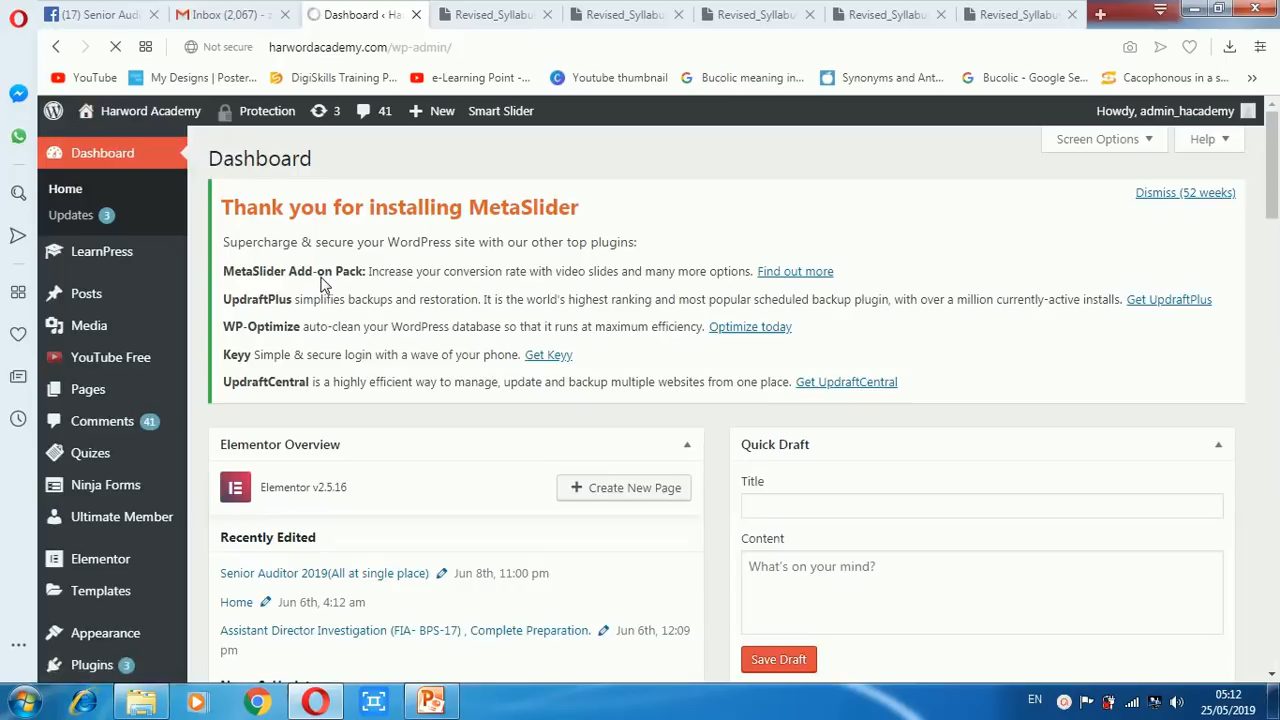 (17) Senior Audi
Inbox (2,067) - z
Dashboard ‹ Ha
Revised_Syllabu
Revised_Syllabu
Revised_Syllabu
Revised_Syllabu
Revised_Syllabu
Not secure
harwordacademy.com/wp-admin/
YouTube
My Designs | Poster...
DigiSkills Training P...
e-Learning Point -...
Youtube thumbnail
Bucolic meaning in...
Synonyms and Ant...
Bucolic - Google Se...
Cacophonous in a s...
Harword Academy
Protection
3
41
New
Smart Slider
Howdy, admin_hacademy
Dashboard
Home
Updates 3
LearnPress
Posts
Media
YouTube Free
Pages
Comments 41
Quizes
Ninja Forms
Ultimate Member
Elementor
Templates
Appearance
Plugins 3
Screen Options
Help
Dashboard
Thank you for installing MetaSlider
Dismiss (52 weeks)
Supercharge & secure your WordPress site with our other top plugins:
MetaSlider Add-on Pack: Increase your conversion rate with video slides and many more options. Find out more
UpdraftPlus simplifies backups and restoration. It is the world's highest ranking and most popular scheduled backup plugin, with over a million currently-active installs. Get UpdraftPlus
WP-Optimize auto-clean your WordPress database so that it runs at maximum efficiency. Optimize today
Keyy Simple & secure login with a wave of your phone. Get Keyy
UpdraftCentral is a highly efficient way to manage, update and backup multiple websites from one place. Get UpdraftCentral
Elementor Overview
Elementor v2.5.16
Create New Page
Recently Edited
Senior Auditor 2019(All at single place) Jun 8th, 11:00 pm
Home Jun 6th, 4:12 am
Assistant Director Investigation (FIA- BPS-17) , Complete Preparation. Jun 6th, 12:09
pm
Quick Draft
Title
Content
What's on your mind?
Save Draft
EN
05:12
25/05/2019